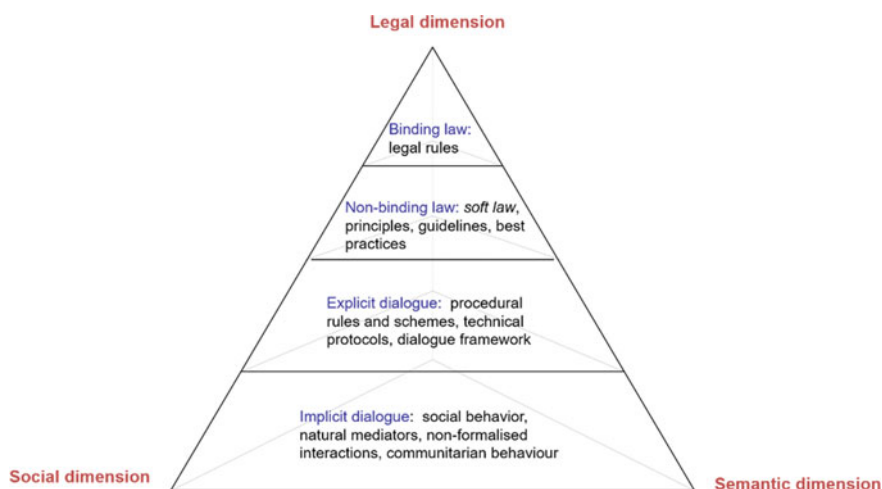 Legal dimension
Binding law:
legal rules
Non-binding law: soft law,
principles, guidelines, best
practices
Explicit dialogue: procedural
rules and schemes, technical
protocols, dialogue framework
Implicit dialogue: social behavior,
natural mediators, non-formalised
interactions, communitarian behaviour
Social dimension
Semantic dimension